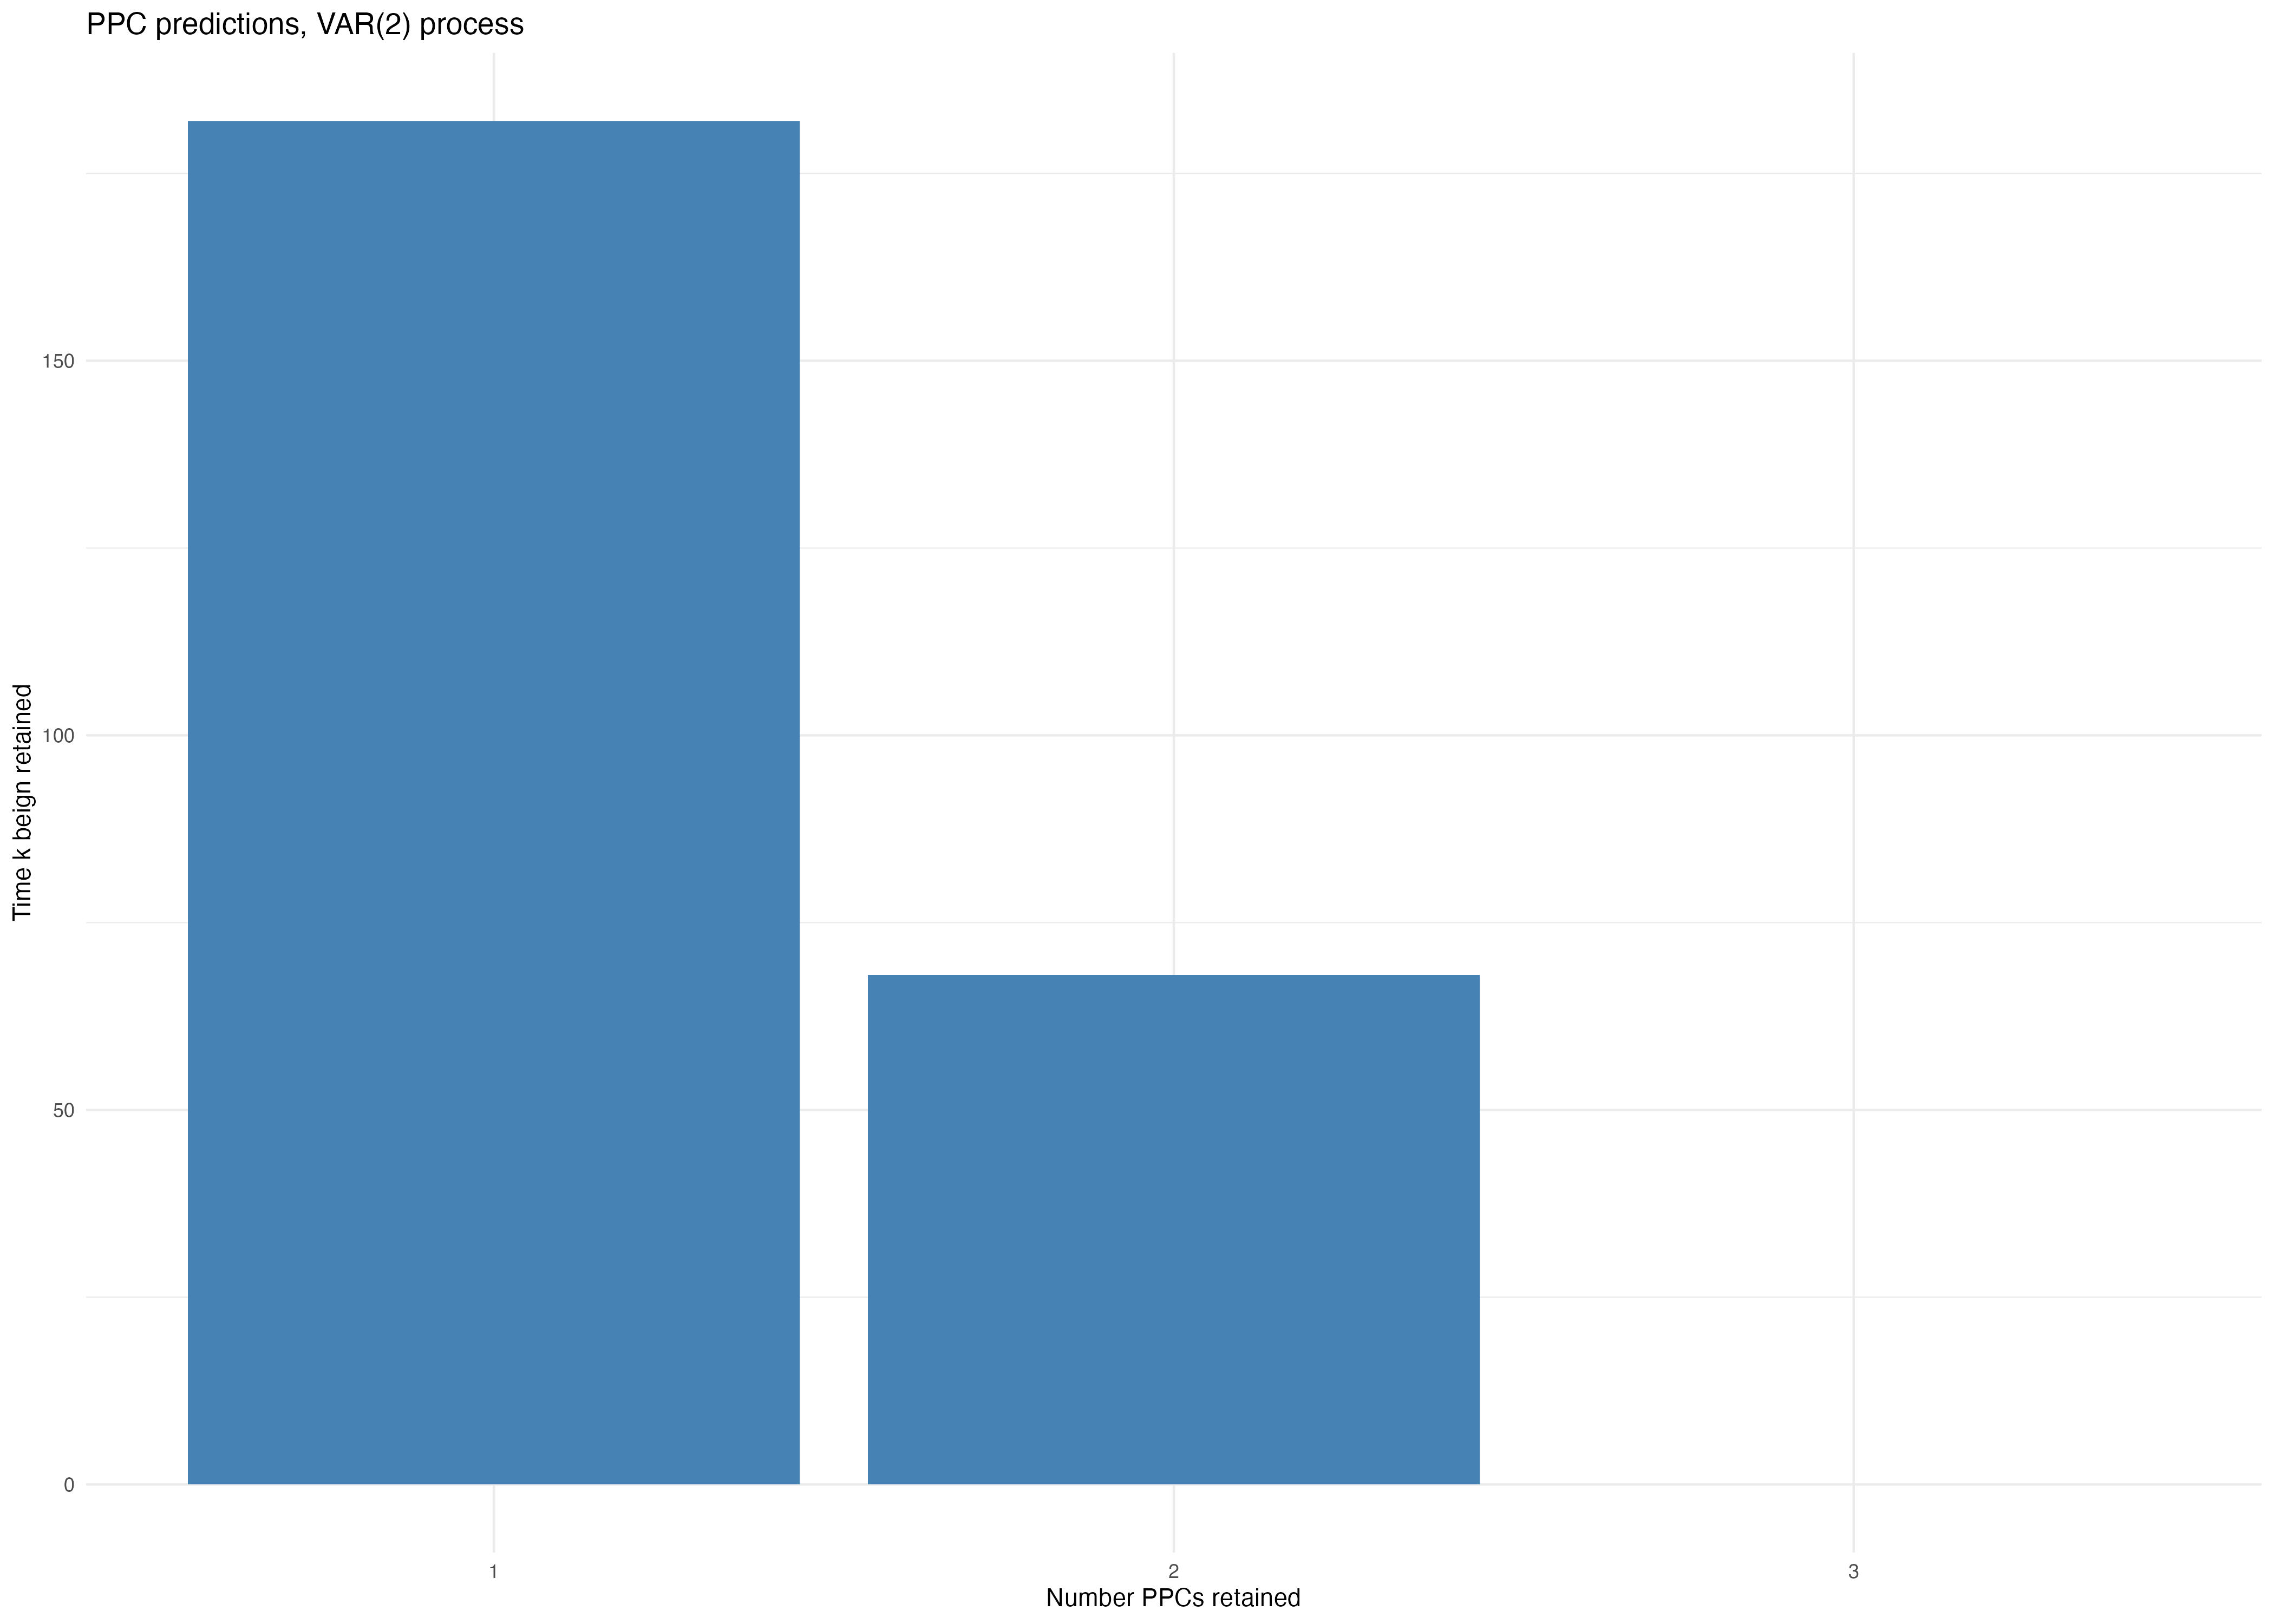 PPC predictions, VAR(2) process
Time k beign retained
150
100
50
0
1
2
3
Number PPCs retained